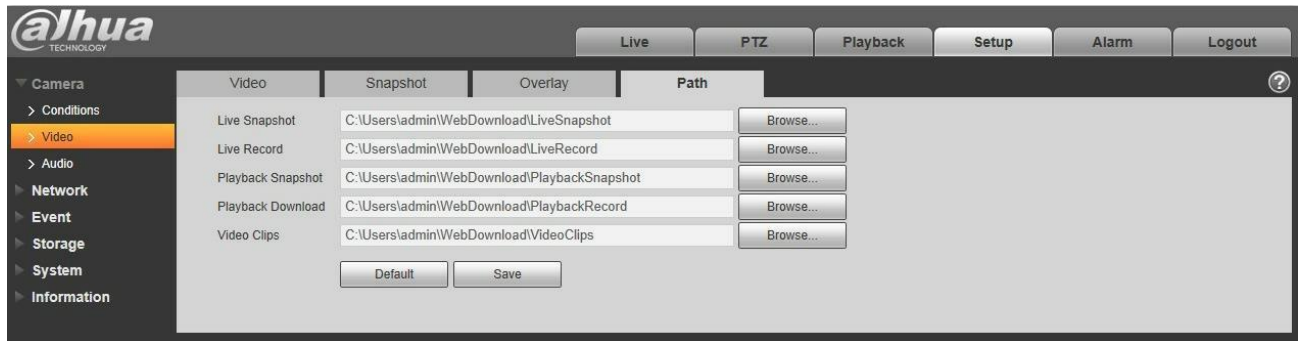 alhua
TECHNOLOGY
Live PTZ Playback Setup Alarm Logout
Camera
Conditions
Video
Audio
Network
Event
Storage
System
Information
Video Snapshot Overlay Path
?
Live Snapshot C:\Users\admin\WebDownload\LiveSnapshot Browse...
Live Record C:\Users\admin\WebDownload\LiveRecord Browse...
Playback Snapshot C:\Users\admin\WebDownload\PlaybackSnapshot Browse...
Playback Download C:\Users\admin\WebDownload\PlaybackRecord Browse...
Video Clips C:\Users\admin\WebDownload\VideoClips Browse...
Default Save